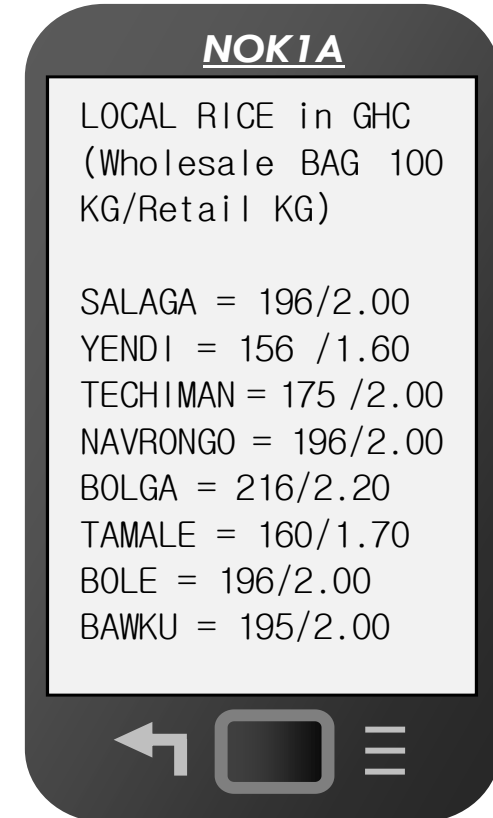 NOK1A
LOCAL RICE in GHC
(Wholesale BAG 100
KG/Retail KG)
SALAGA = 196/2.00
YENDI = 156 /1.60
TECHIMAN = 175 /2.00
NAVRONGO = 196/2.00
BOLGA = 216/2.20
TAMALE = 160/1.70
BOLE = 196/2.00
BAWKU = 195/2.00